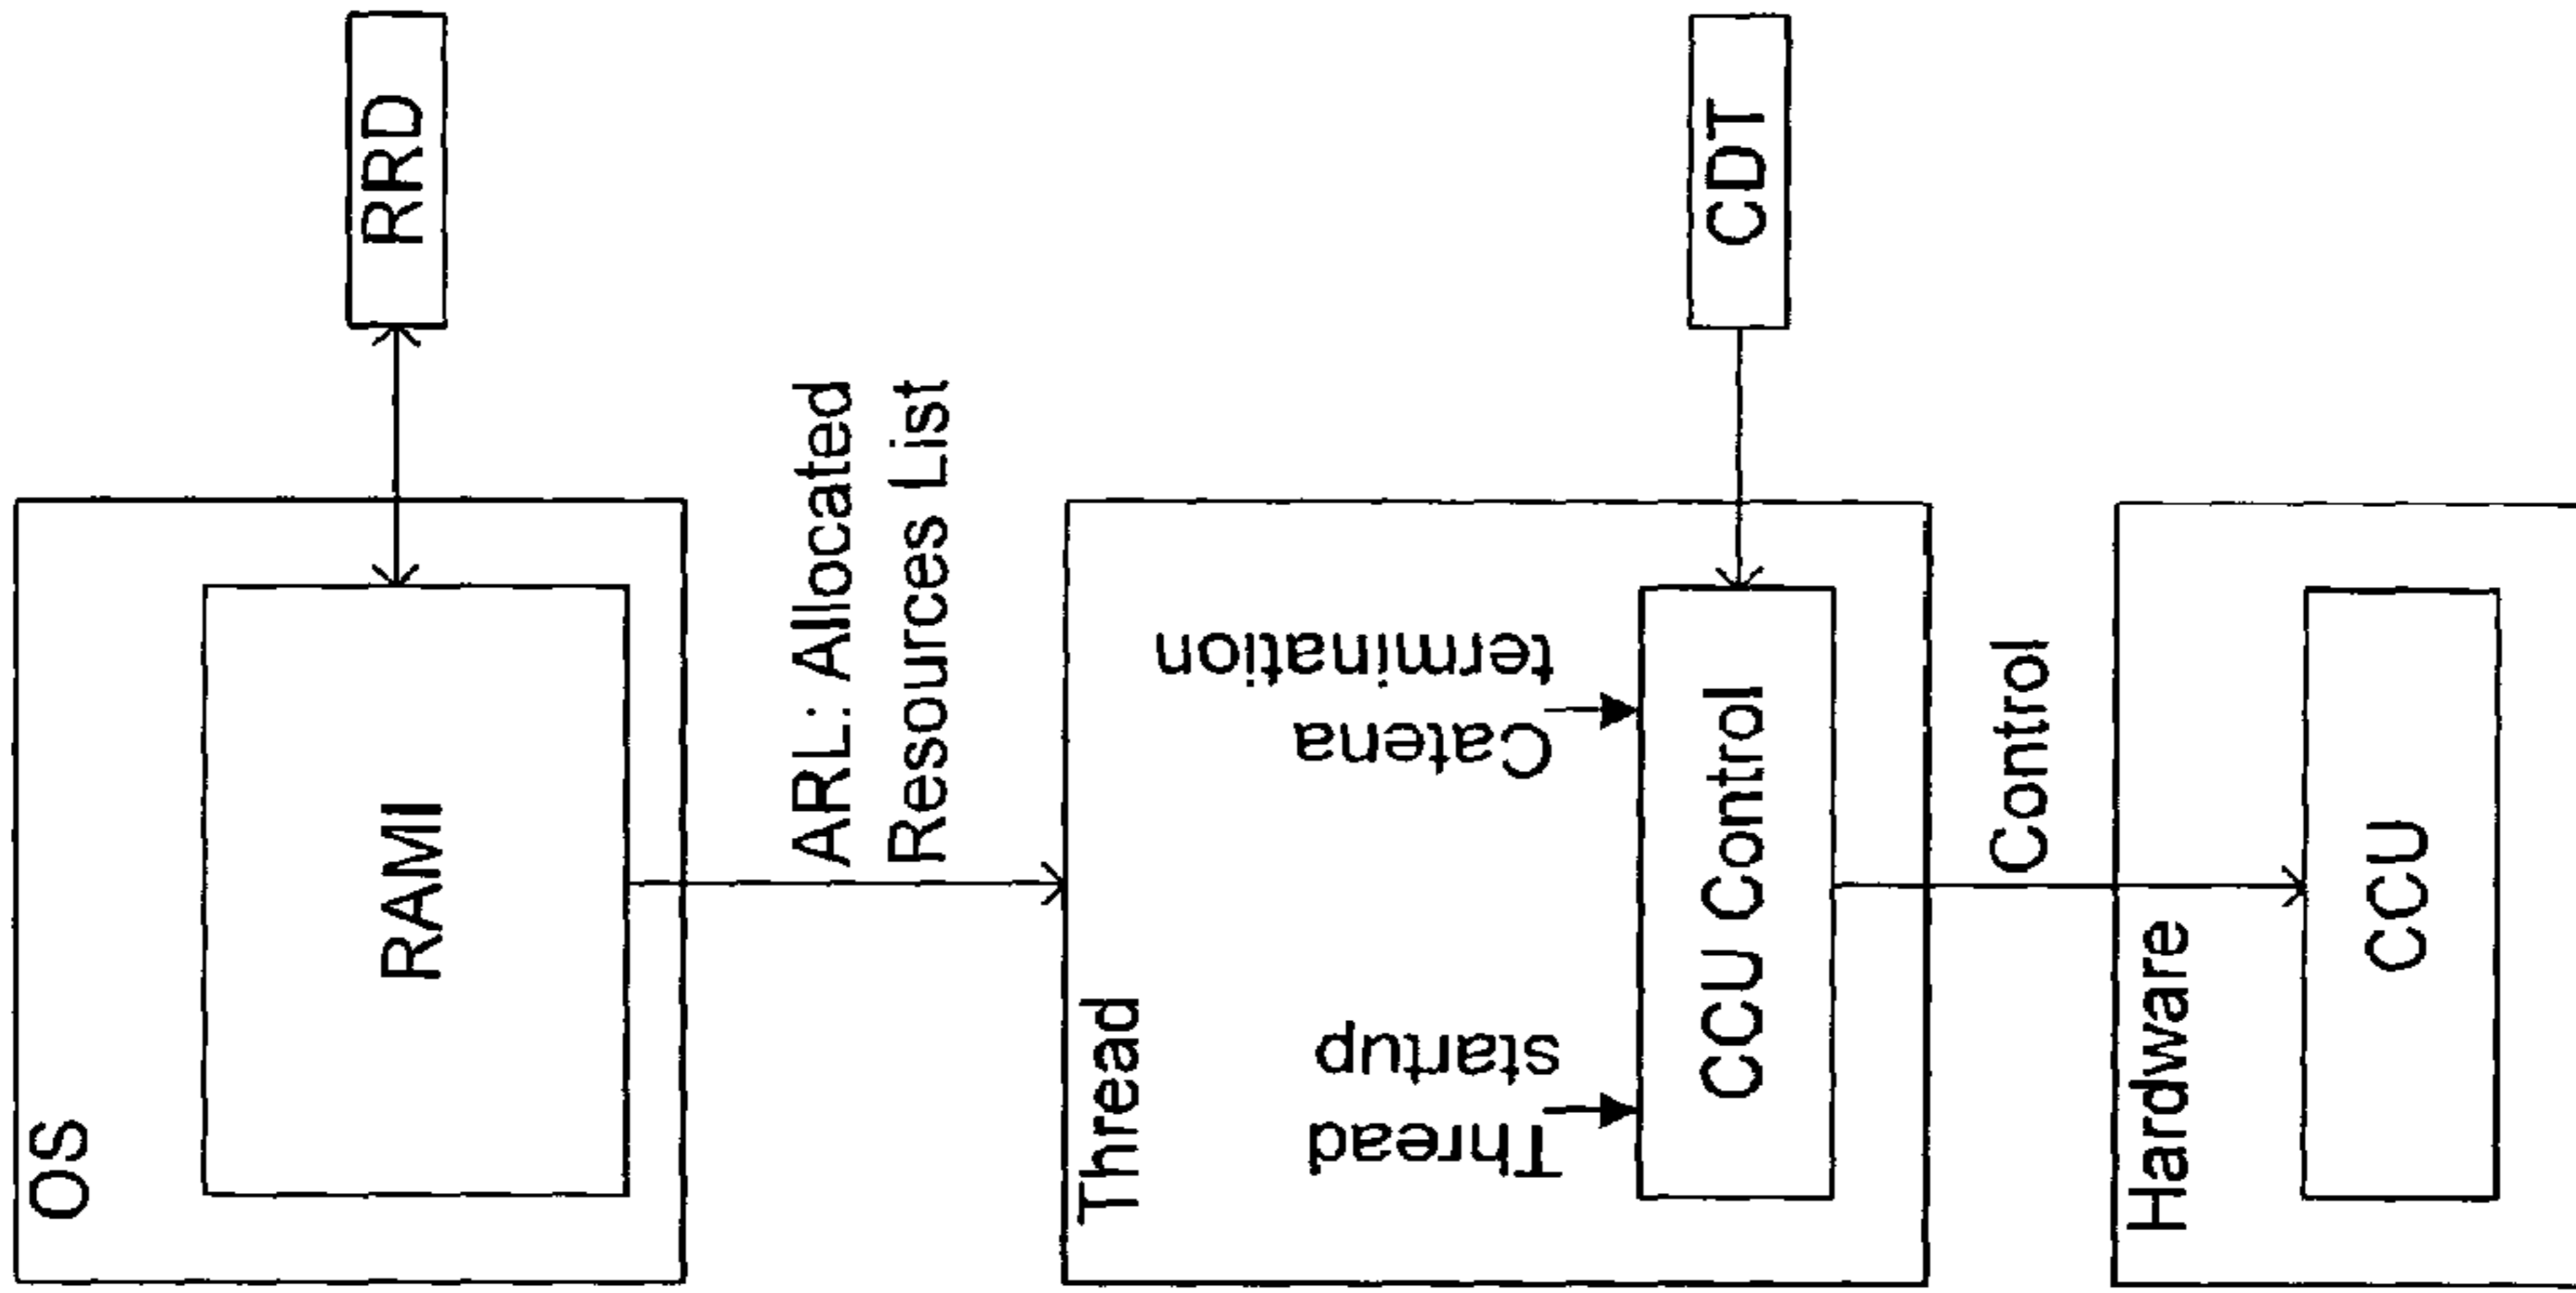 OS
RAMI
RRD
ARL: Allocated
Resources List
Thread
Thread
startup
Catena
termination
CCU Control
CDT
Control
Hardware
CCU